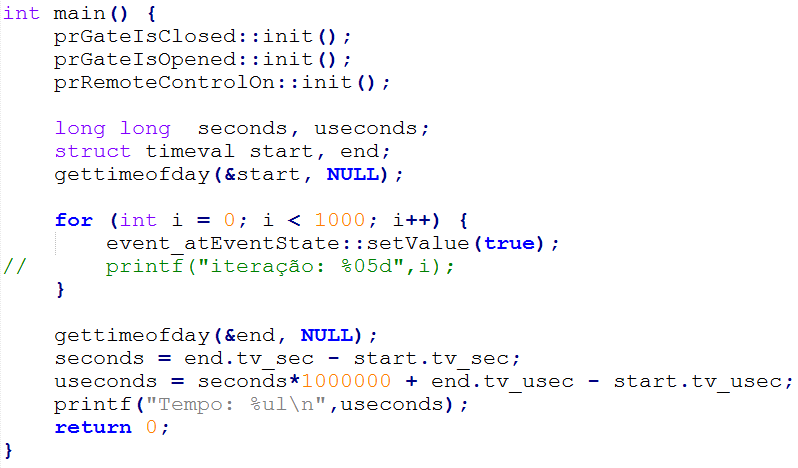 int main() {
    prGateIsClosed::init();
    prGateIsOpened::init();
    prRemoteControlOn::init();

    long long  seconds, useconds;
    struct timeval start, end;
    gettimeofday(&start, NULL);

    for (int i = 0; i < 1000; i++) {
        event_atEventState::setValue(true);
//      printf("iteração: %05d",i);
    }

    gettimeofday(&end, NULL);
    seconds = end.tv_sec - start.tv_sec;
    useconds = seconds*1000000 + end.tv_usec - start.tv_usec;
    printf("Tempo: %ul\n",useconds);
    return 0;
}